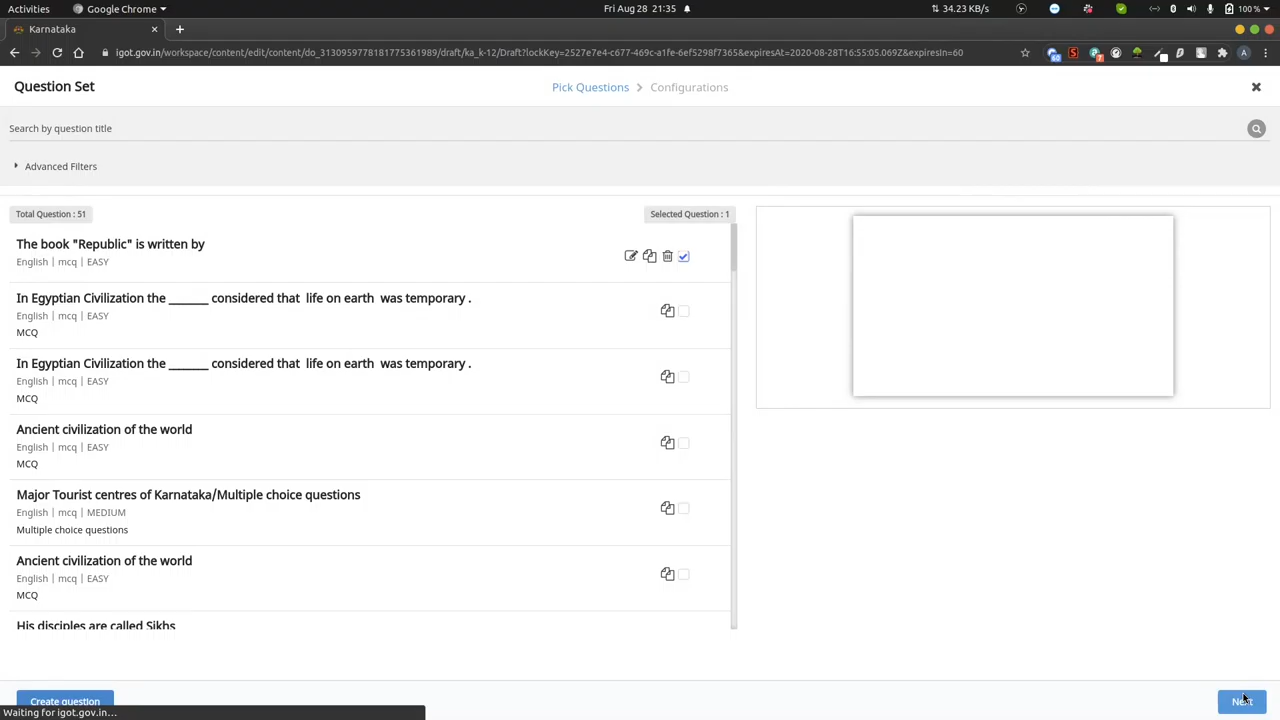 Activities
Google Chrome
Fri Aug 28 21:35
34.23 KB/s
100 %
Karnataka
igot.gov.in/workspace/content/edit/content/do_3130959778181775361989/draft/ka_k-12/Draft?lockKey=2527e7e4-c677-469c-a1fe-6ef5298f7365&expiresAt=2020-08-28T16:55:05.069Z&expiresIn=60
60
S
7
A
Question Set
Pick Questions
Configurations
Search by question title
Advanced Filters
Total Question : 51
Selected Question : 1
The book "Republic" is written by
English | mcq | EASY
In Egyptian Civilization the _______ considered that life on earth was temporary .
English | mcq | EASY
MCQ
In Egyptian Civilization the _______ considered that life on earth was temporary .
English | mcq | EASY
MCQ
Ancient civilization of the world
English | mcq | EASY
MCQ
Major Tourist centres of Karnataka/Multiple choice questions
English | mcq | MEDIUM
Multiple choice questions
Ancient civilization of the world
English | mcq | EASY
MCQ
His disciples are called Sikhs
Create question
Next
Waiting for igot.gov.in...